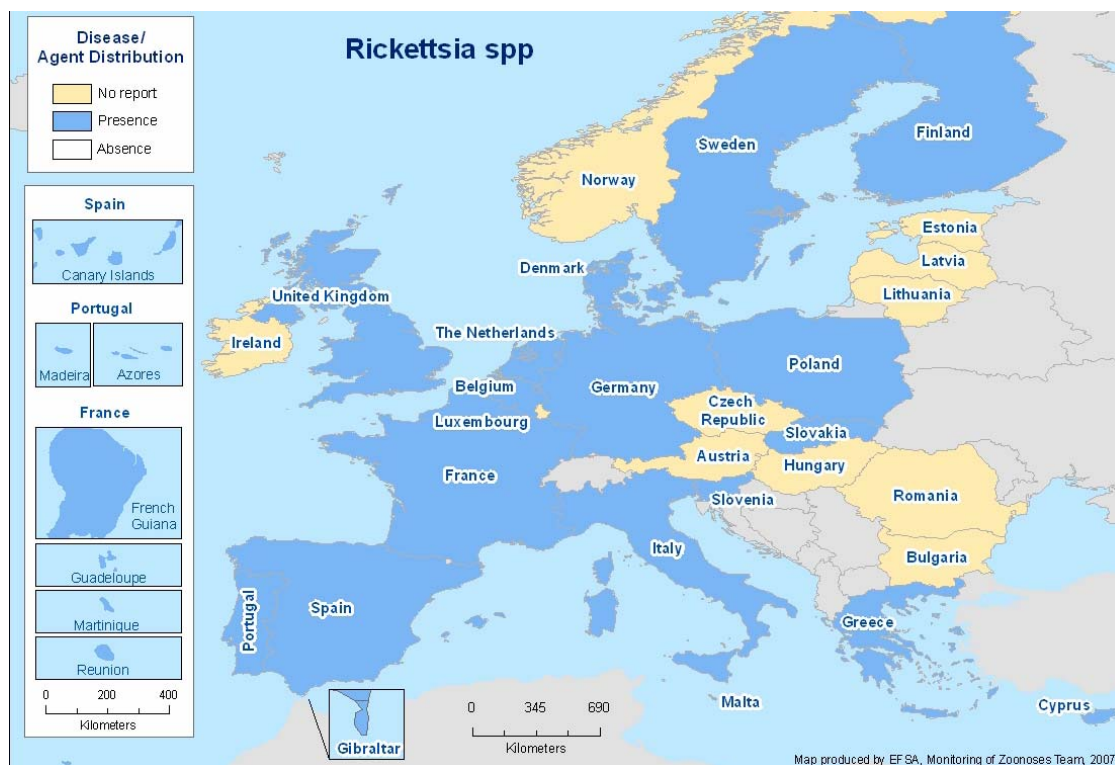 Disease/
Agent Distribution
No report
Presence
Absence
Rickettsia spp
Spain
Canary Islands
Portugal
Madeira
Azores
France
French
Guiana
Guadeloupe
Martinique
Reunion
0 200 400
Kilometers
Norway
Sweden
Finland
Estonia
Latvia
Lithuania
Denmark
United Kingdom
Ireland
The Netherlands
Belgium
Luxembourg
Germany
Poland
Czech
Republic
Slovakia
Austria
Hungary
France
Slovenia
Romania
Bulgaria
Italy
Portugal
Spain
Greece
Malta
Cyprus
Gibraltar
0 345 690
Kilometers
Map produced by EFSA, Monitoring of Zoonoses Team, 2007